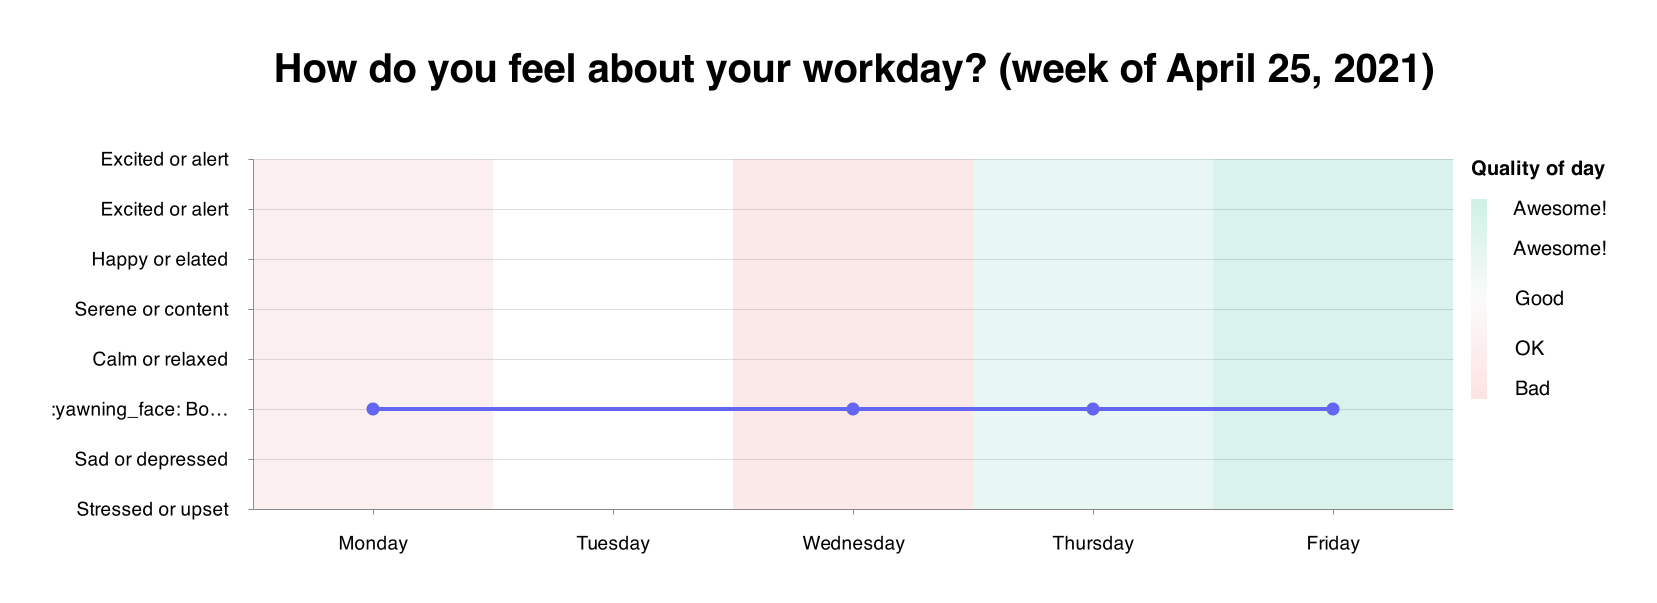 How do you feel about your workday? (week of April 25, 2021)
Excited or alert
Excited or alert
Happy or elated
Serene or content
Calm or relaxed
:yawning_face: Bo…
Sad or depressed
Stressed or upset
Monday
Tuesday
Wednesday
Thursday
Friday
Quality of day
Awesome!
Awesome!
Good
OK
Bad